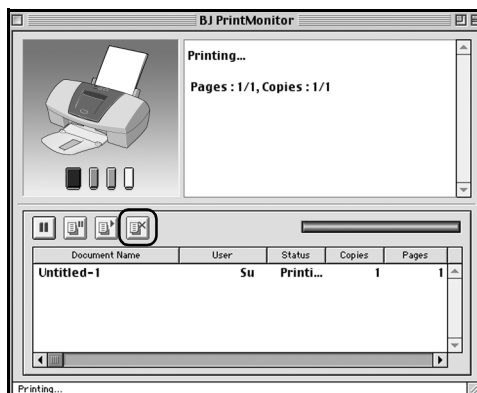 BJ PrintMonitor
Printing...
Pages : 1/1, Copies : 1/1
Document Name User Status Copies Pages
Untitled-1 Su Printi... 1 1
Printing...